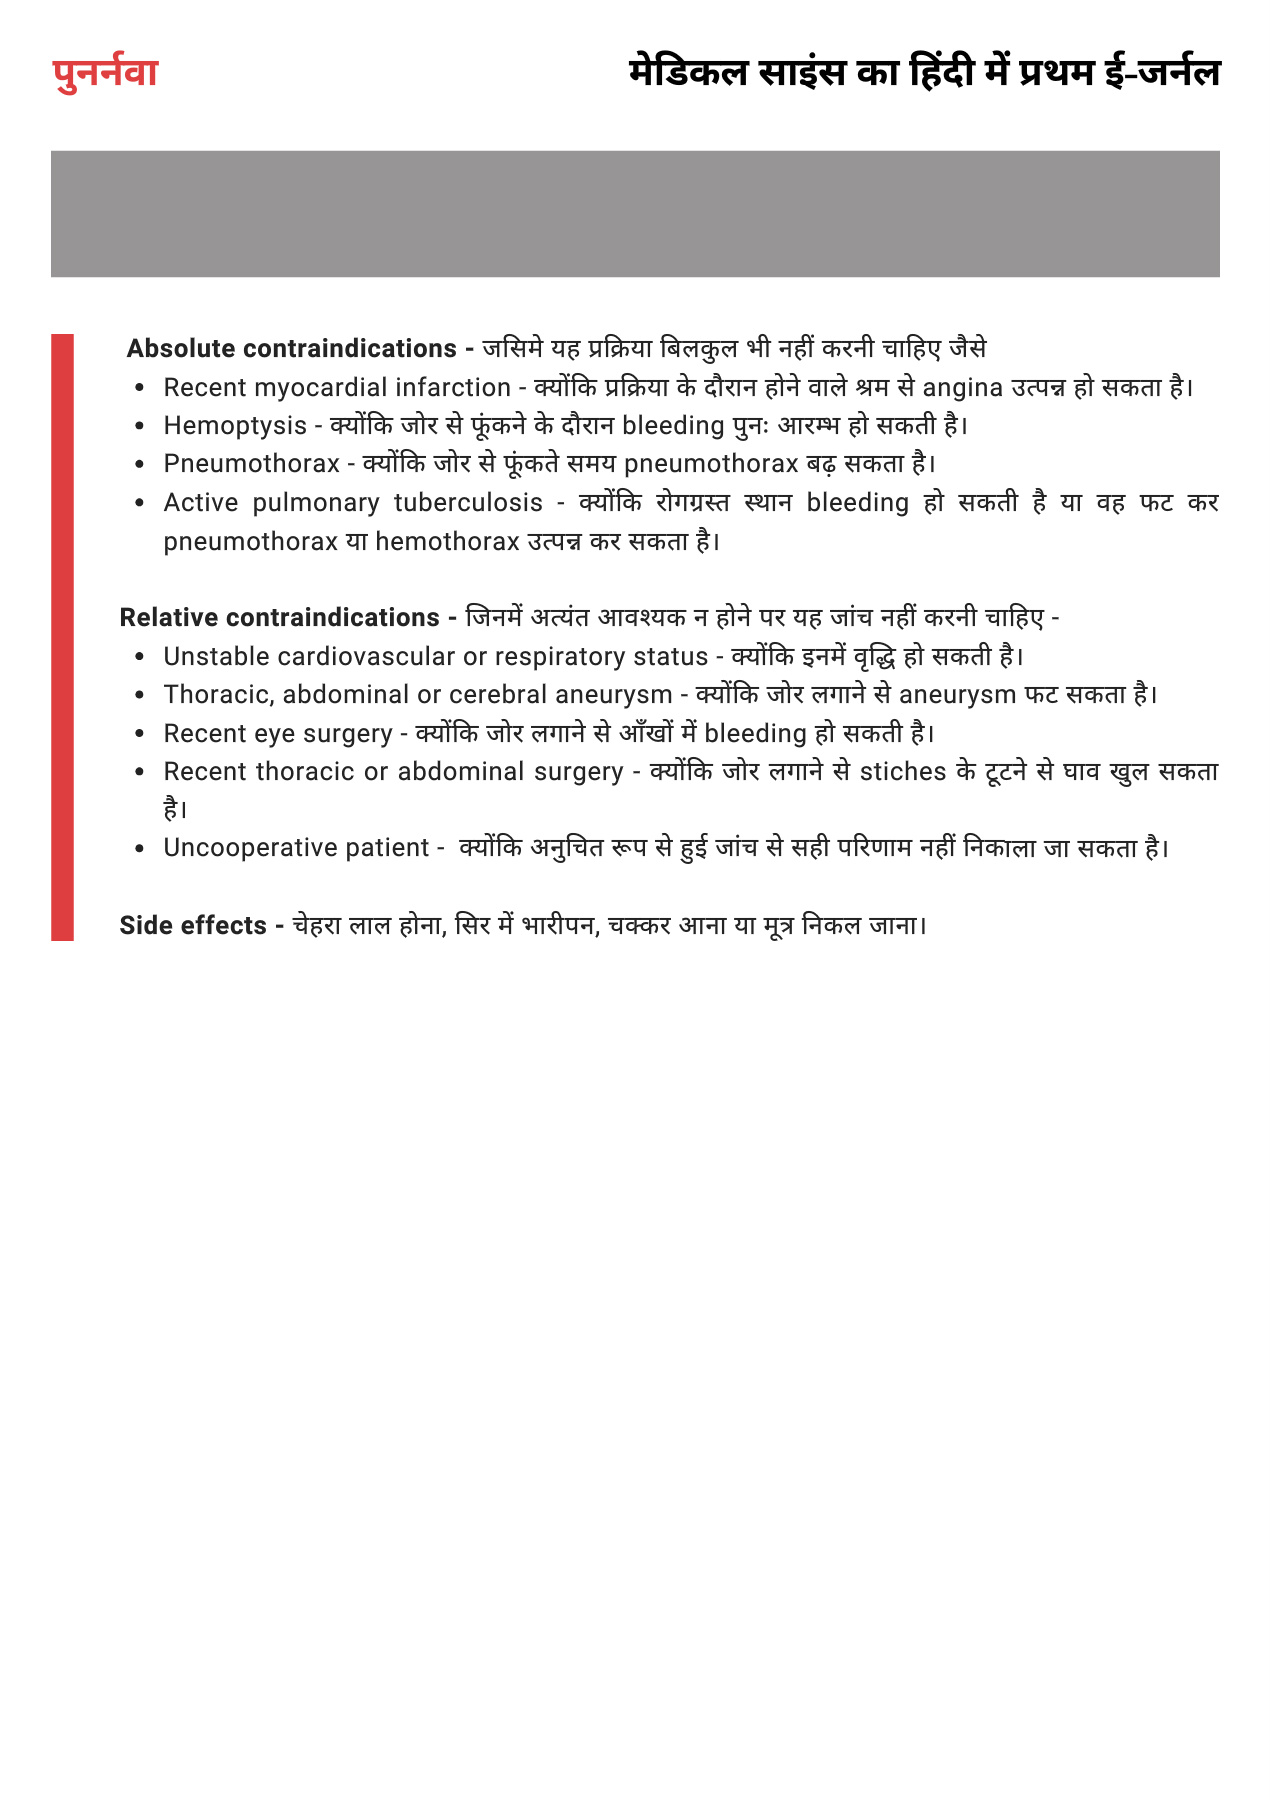 पुनर्नवा
मेडिकल साइंस का हिंदी में प्रथम ई-जर्नल
Absolute contraindications - जसिमे यह प्रक्रिया बिलकुल भी नहीं करनी चाहिए जैसे
• Recent myocardial infarction - क्योंकि प्रक्रिया के दौरान होने वाले श्रम से angina उत्पन्न हो सकता है।
• Hemoptysis - क्योंकि जोर से फूंकने के दौरान bleeding पुनः आरम्भ हो सकती है।
• Pneumothorax - क्योंकि जोर से फूंकते समय pneumothorax बढ़ सकता है।
• Active pulmonary tuberculosis - क्योंकि रोगग्रस्त स्थान bleeding हो सकती है या वह फट कर
pneumothorax या hemothorax उत्पन्न कर सकता है।
Relative contraindications - जिनमें अत्यंत आवश्यक न होने पर यह जांच नहीं करनी चाहिए -
• Unstable cardiovascular or respiratory status - क्योंकि इनमें वृद्धि हो सकती है।
• Thoracic, abdominal or cerebral aneurysm - क्योंकि जोर लगाने से aneurysm फट सकता है।
• Recent eye surgery - क्योंकि जोर लगाने से आँखों में bleeding हो सकती है।
• Recent thoracic or abdominal surgery - क्योंकि जोर लगाने से stiches के टूटने से घाव खुल सकता
है।
• Uncooperative patient - क्योंकि अनुचित रूप से हुई जांच से सही परिणाम नहीं निकाला जा सकता है।
Side effects - चेहरा लाल होना, सिर में भारीपन, चक्कर आना या मूत्र निकल जाना।